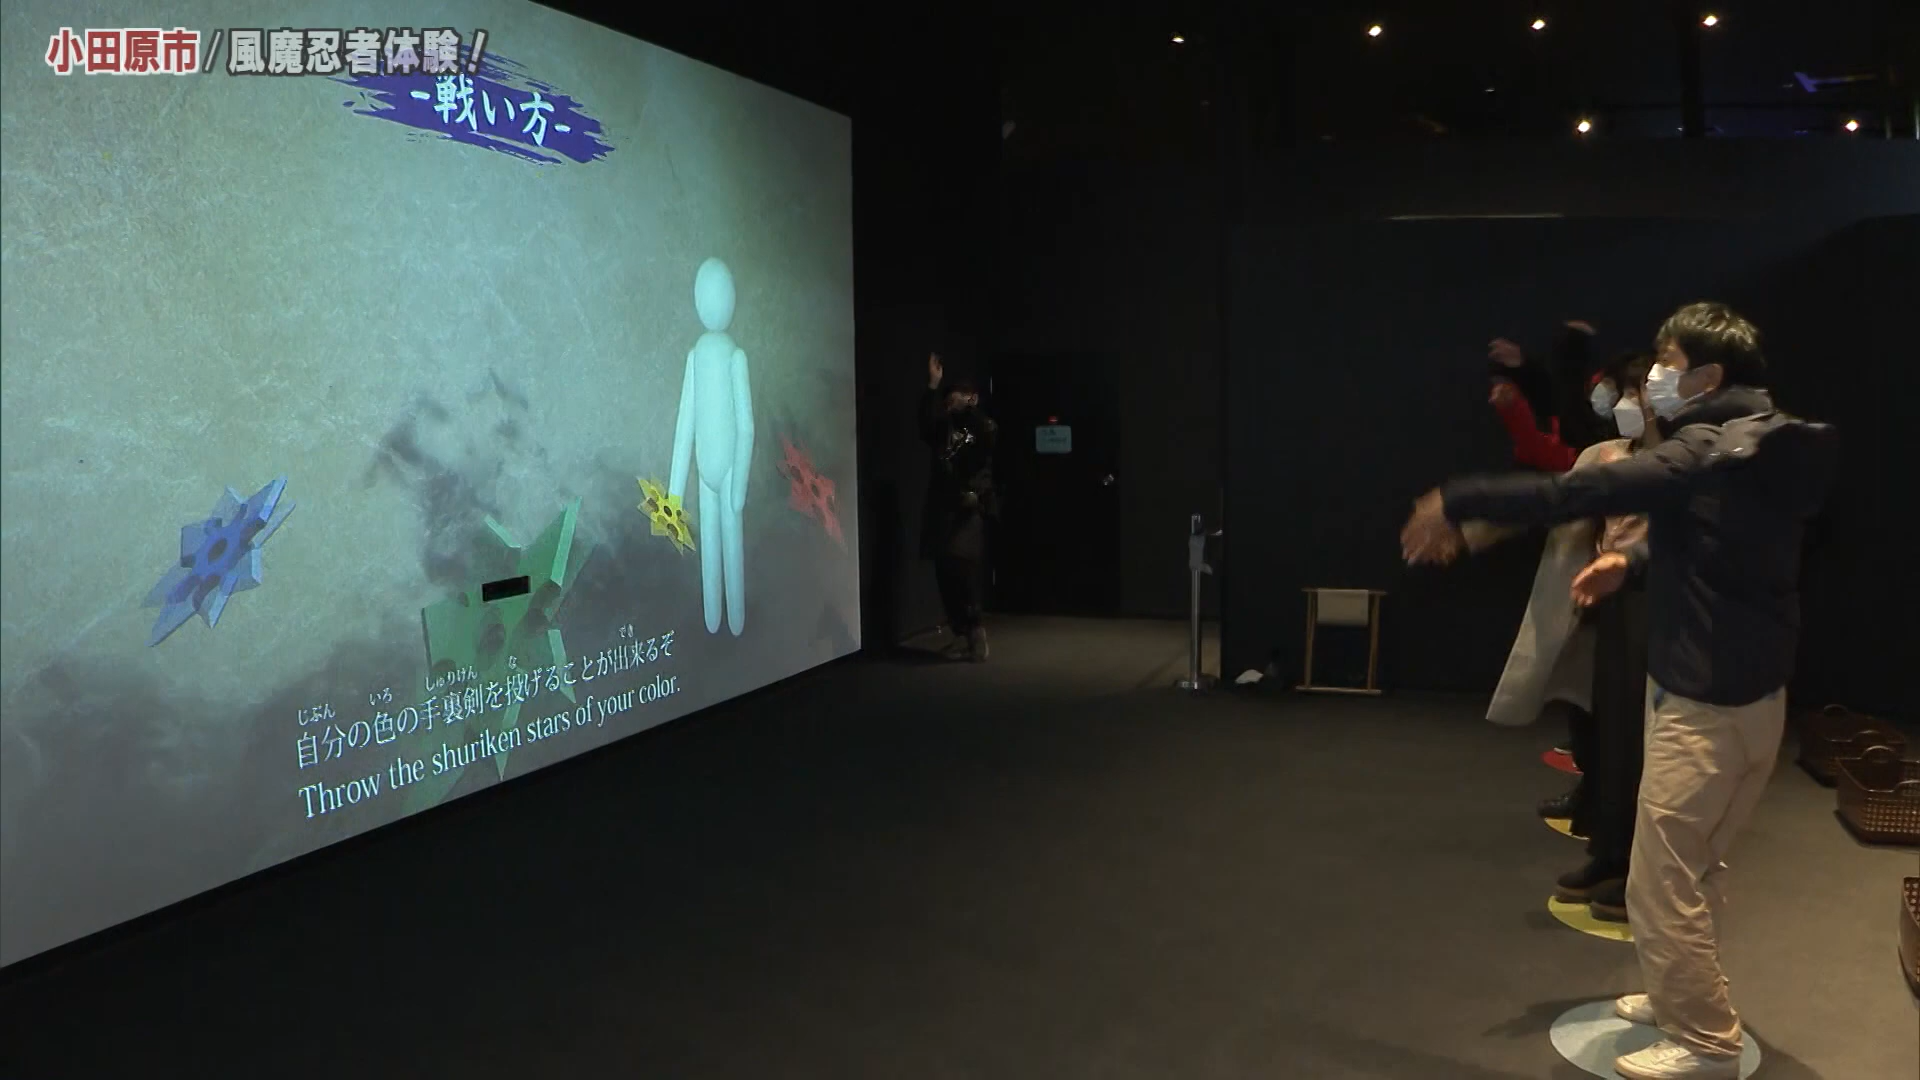 小田原市/風魔忍者体験!
-戦い方-
じぶん いろ しゅりけん な でき
自分の色の手裏剣を投げることが出来るぞ
Throw the shuriken stars of your color.